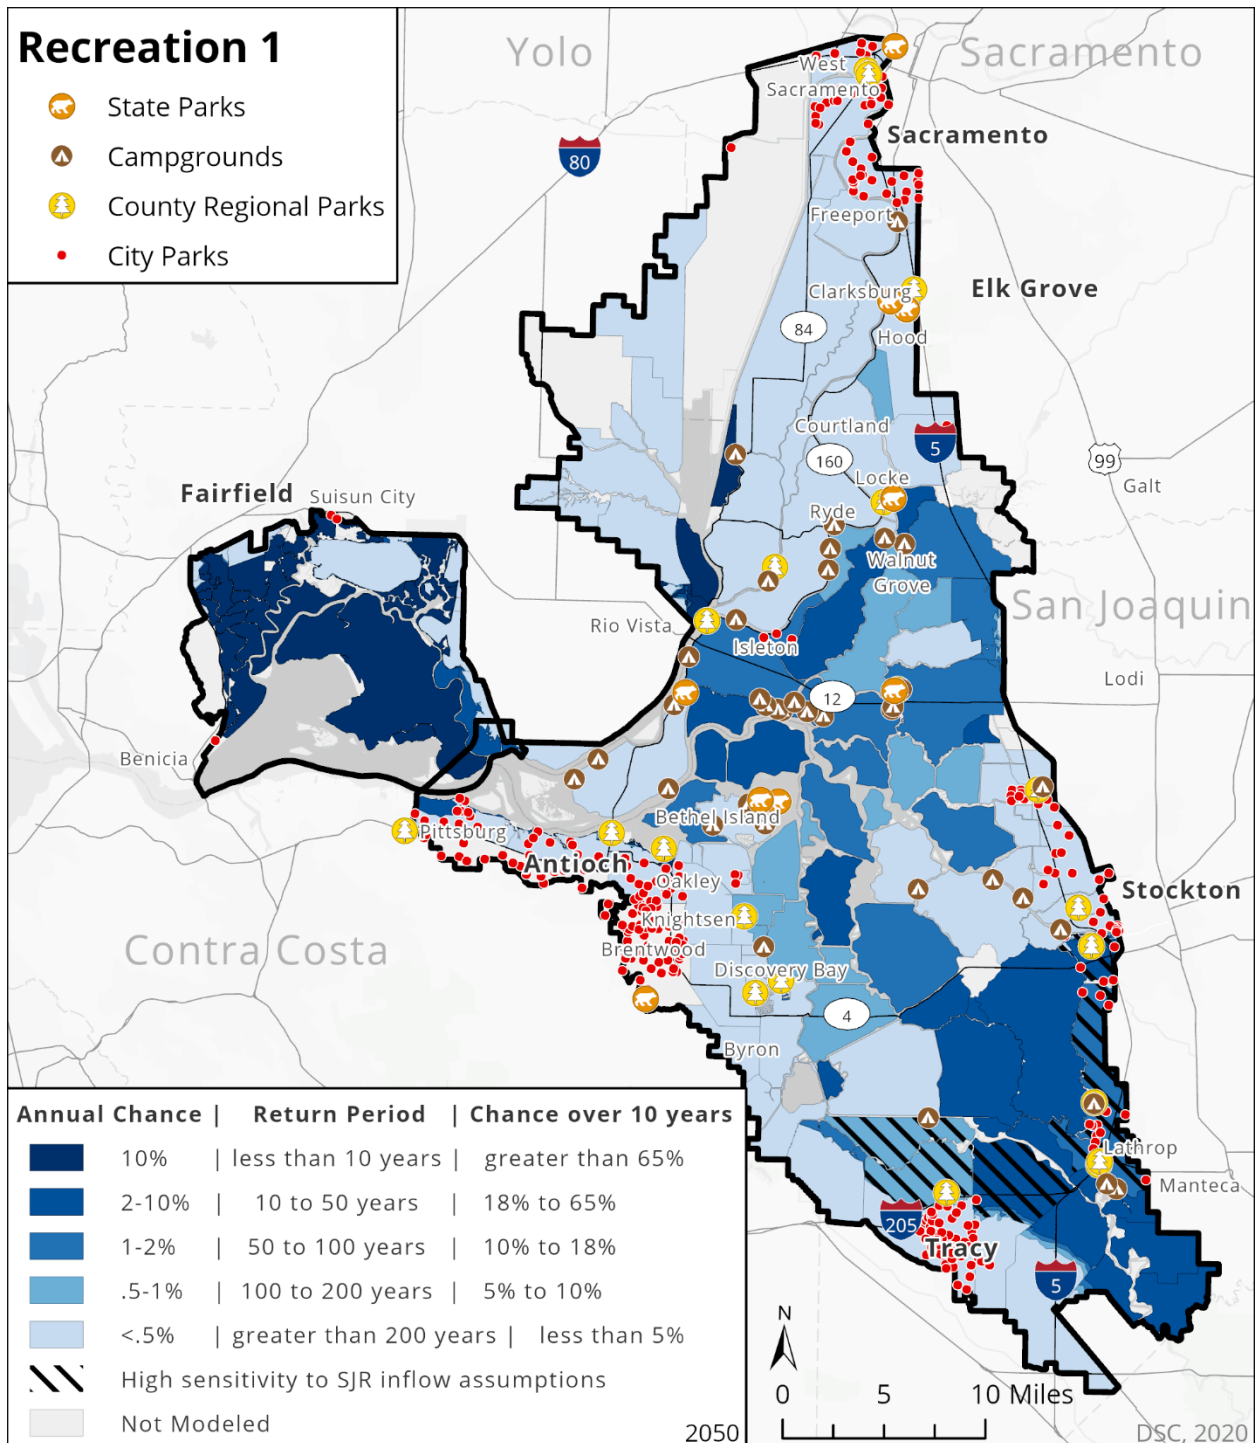 Recreation 1
State Parks
Campgrounds
County Regional Parks
City Parks
Yolo
Sacramento
80
West
Sacramento
Sacramento
Freeport
Clarksburg
Elk Grove
Hood
84
Courtland
5
160
99
Locke
Galt
Fairfield
Suisun City
Ryde
Walnut
Grove
San Joaquin
Rio Vista
Isleton
Lodi
12
Benicia
Bethel Island
Pittsburg
Antioch
Oakley
Stockton
Knightsen
Brentwood
Contra Costa
Discovery Bay
4
Byron
Lathrop
Manteca
205
Tracy
5
Annual Chance | Return Period | Chance over 10 years
10% | less than 10 years | greater than 65%
2-10% | 10 to 50 years | 18% to 65%
1-2% | 50 to 100 years | 10% to 18%
.5-1% | 100 to 200 years | 5% to 10%
<.5% | greater than 200 years | less than 5%
High sensitivity to SJR inflow assumptions
Not Modeled
N
0 5 10 Miles
2050
DSC, 2020